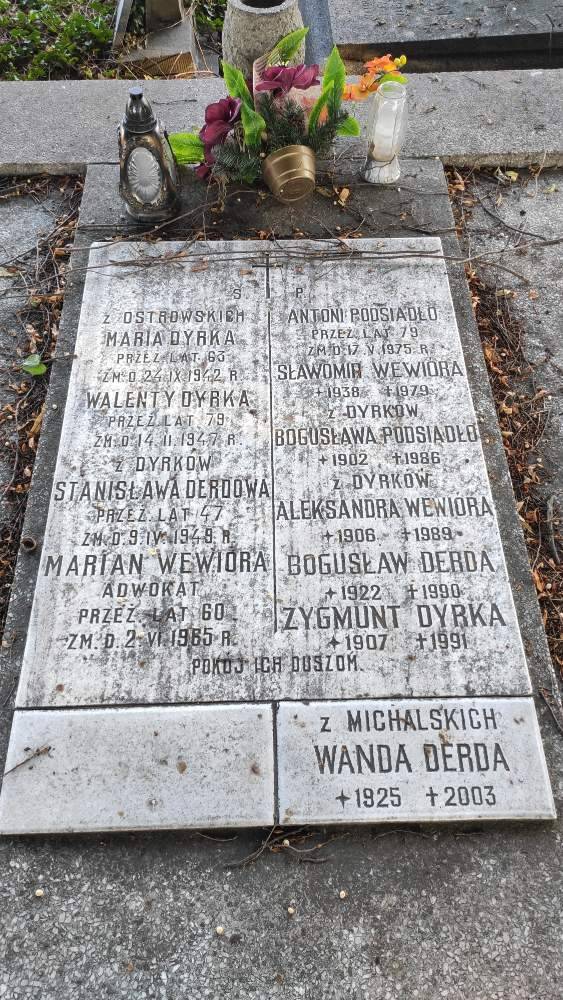 Ś P.
Z OSTROWSKICH
MARIA DYRKA
PRZEŻ. LAT 63
ZM. D. 24 IX 1942 R.
WALENTY DYRKA
PRZEŻ. LAT 79
ZM. D. 14. II. 1947 R.
Z DYRKÓW
STANISŁAWA DERDOWA
PRZEŻ. LAT 47
ZM. D 9. IV. 1949 R.
MARIAN WEWIÓRA
ADWOKAT
PRZEŻ. LAT 60
ZM. D. 2-VI. 1965 R.
ANTONI PODSIADŁO
PRZEŻ. LAT 79
ZM. D. 17. V. 1975 R.
SŁAWOMIR WEWIÓRA
1938 1979
Z DYRKÓW
BOGUSŁAWA PODSIADŁO
1902 1986
Z DYRKÓW
ALEKSANDRA WEWIÓRA
1906 1989
BOGUSŁAW DERDA
1922 1990
ZYGMUNT DYRKA
1907 1991
POKÓJ ICH DUSZOM.
Z MICHALSKICH
WANDA DERDA
1925 2003